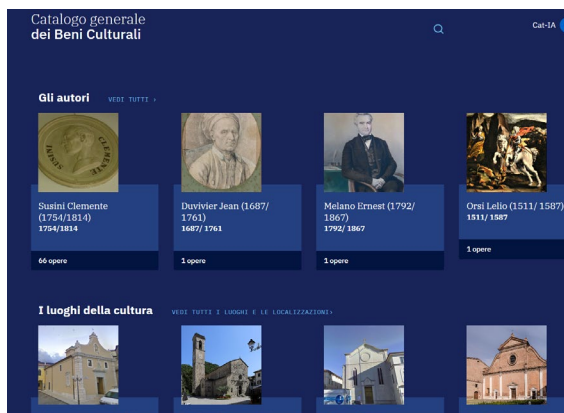 Catalogo generale
dei Beni Culturali
Cat-IA
Gli autori
VEDI TUTTI ›
SUSINI CLEMENTE
Susini Clemente
(1754/1814)
1754/1814
66 opere
Duvivier Jean (1687/
1761)
1687/ 1761
1 opere
Melano Ernest (1792/
1867)
1792/ 1867
1 opere
Orsi Lelio (1511/ 1587)
1511/ 1587
1 opere
I luoghi della cultura
VEDI TUTTI I LUOGHI E LE LOCALIZZAZIONI›